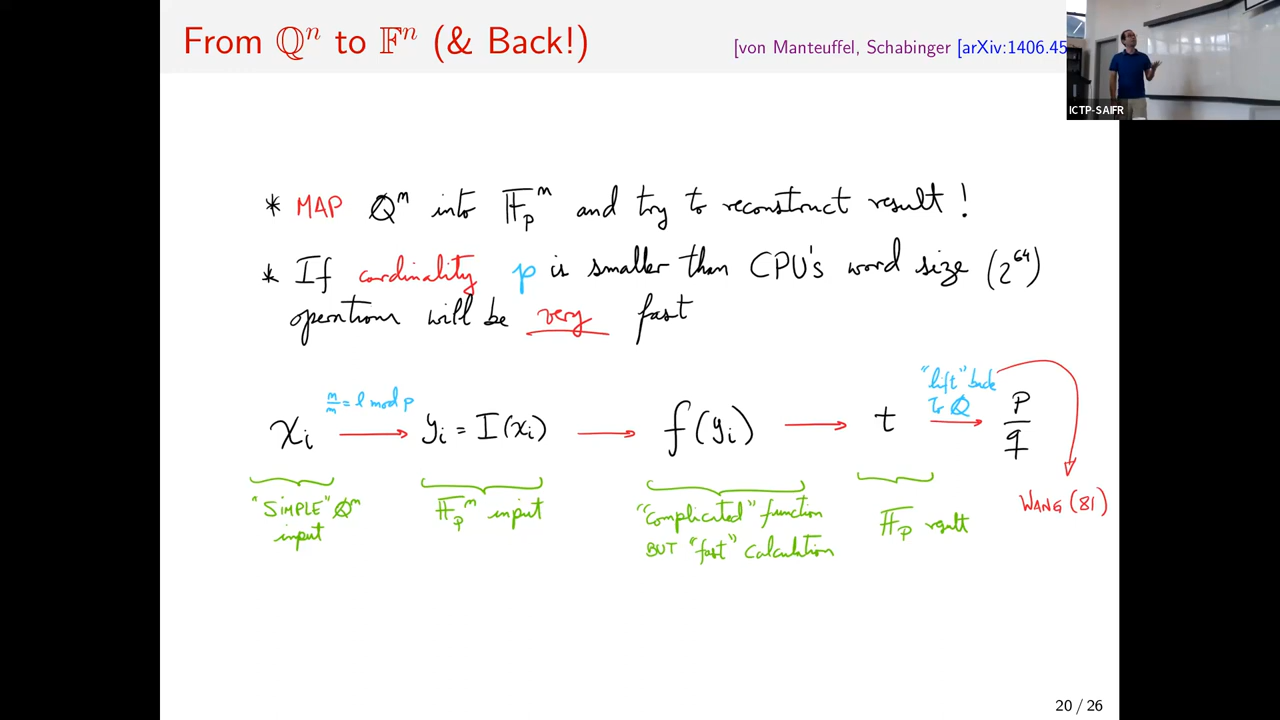 From ℚⁿ to 𝔽ⁿ (& Back!)
[von Manteuffel, Schabinger [arXiv:1406.45
ICTP-SAIFR
* MAP ℚⁿ into 𝔽ₚⁿ and try to reconstruct result !
* If cardinality p is smaller than CPU's word size (2⁶⁴)
operations will be very fast
"lift" back
to ℚ
n/m = l mod p
xᵢ → yᵢ = I(xᵢ) → f(yᵢ) → t → p/q
"SIMPLE" ℚⁿ
input
𝔽ₚⁿ input
"complicated" function
BUT "fast" calculation
𝔽ₚ result
WANG (81)
20 / 26